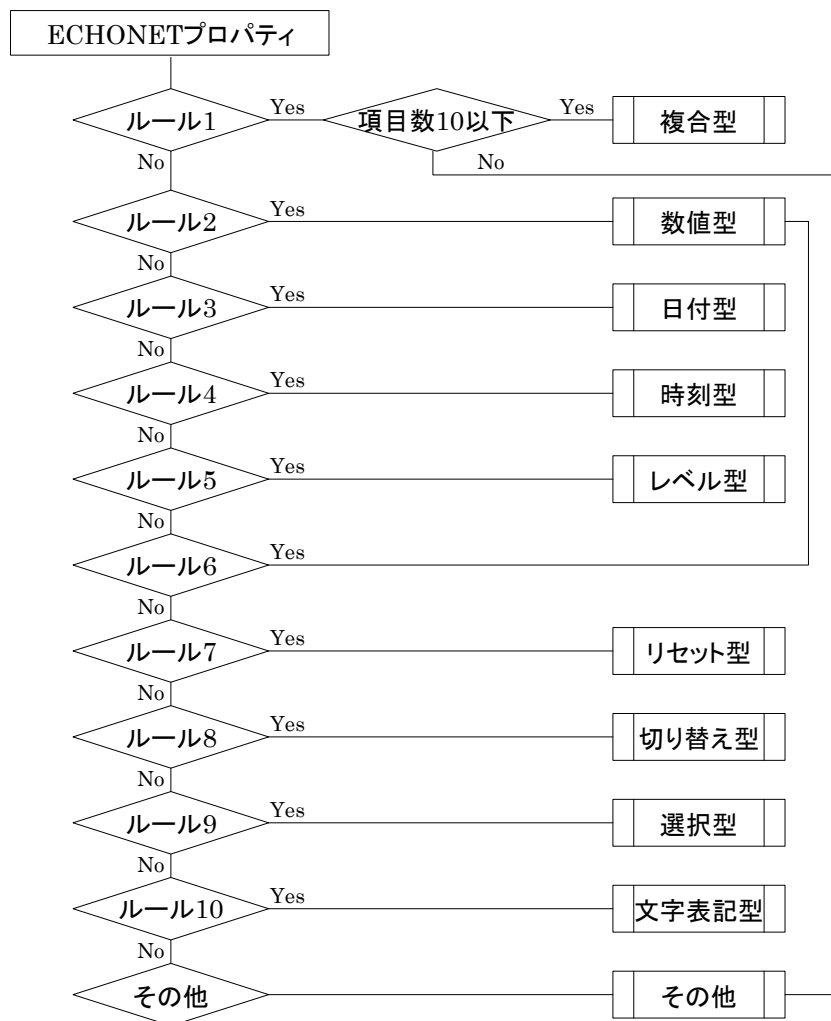 ECHONETプロパティ
ルール1
Yes
項目数10以下
Yes
複合型
No
No
ルール2
Yes
数値型
No
ルール3
Yes
日付型
No
ルール4
Yes
時刻型
No
ルール5
Yes
レベル型
No
ルール6
Yes
No
ルール7
Yes
リセット型
No
ルール8
Yes
切り替え型
No
ルール9
Yes
選択型
No
ルール10
Yes
文字表記型
No
その他
その他